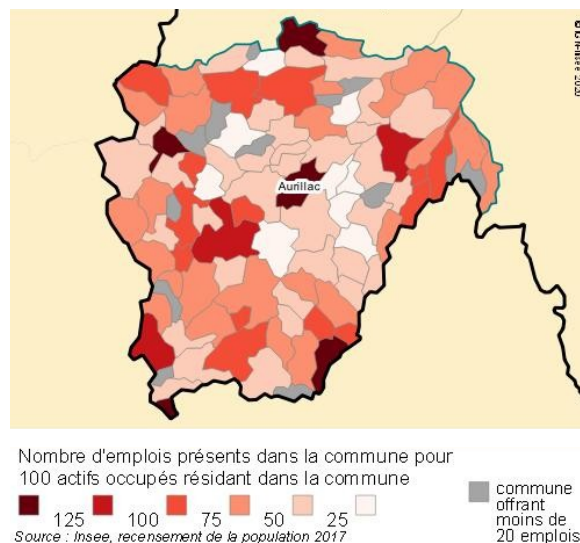 Aurillac
Nombre d'emplois présents dans la commune pour
100 actifs occupés résidant dans la commune
125 100 75 50 25
commune
offrant
moins de
20 emplois
Source : Insee, recensement de la population 2017